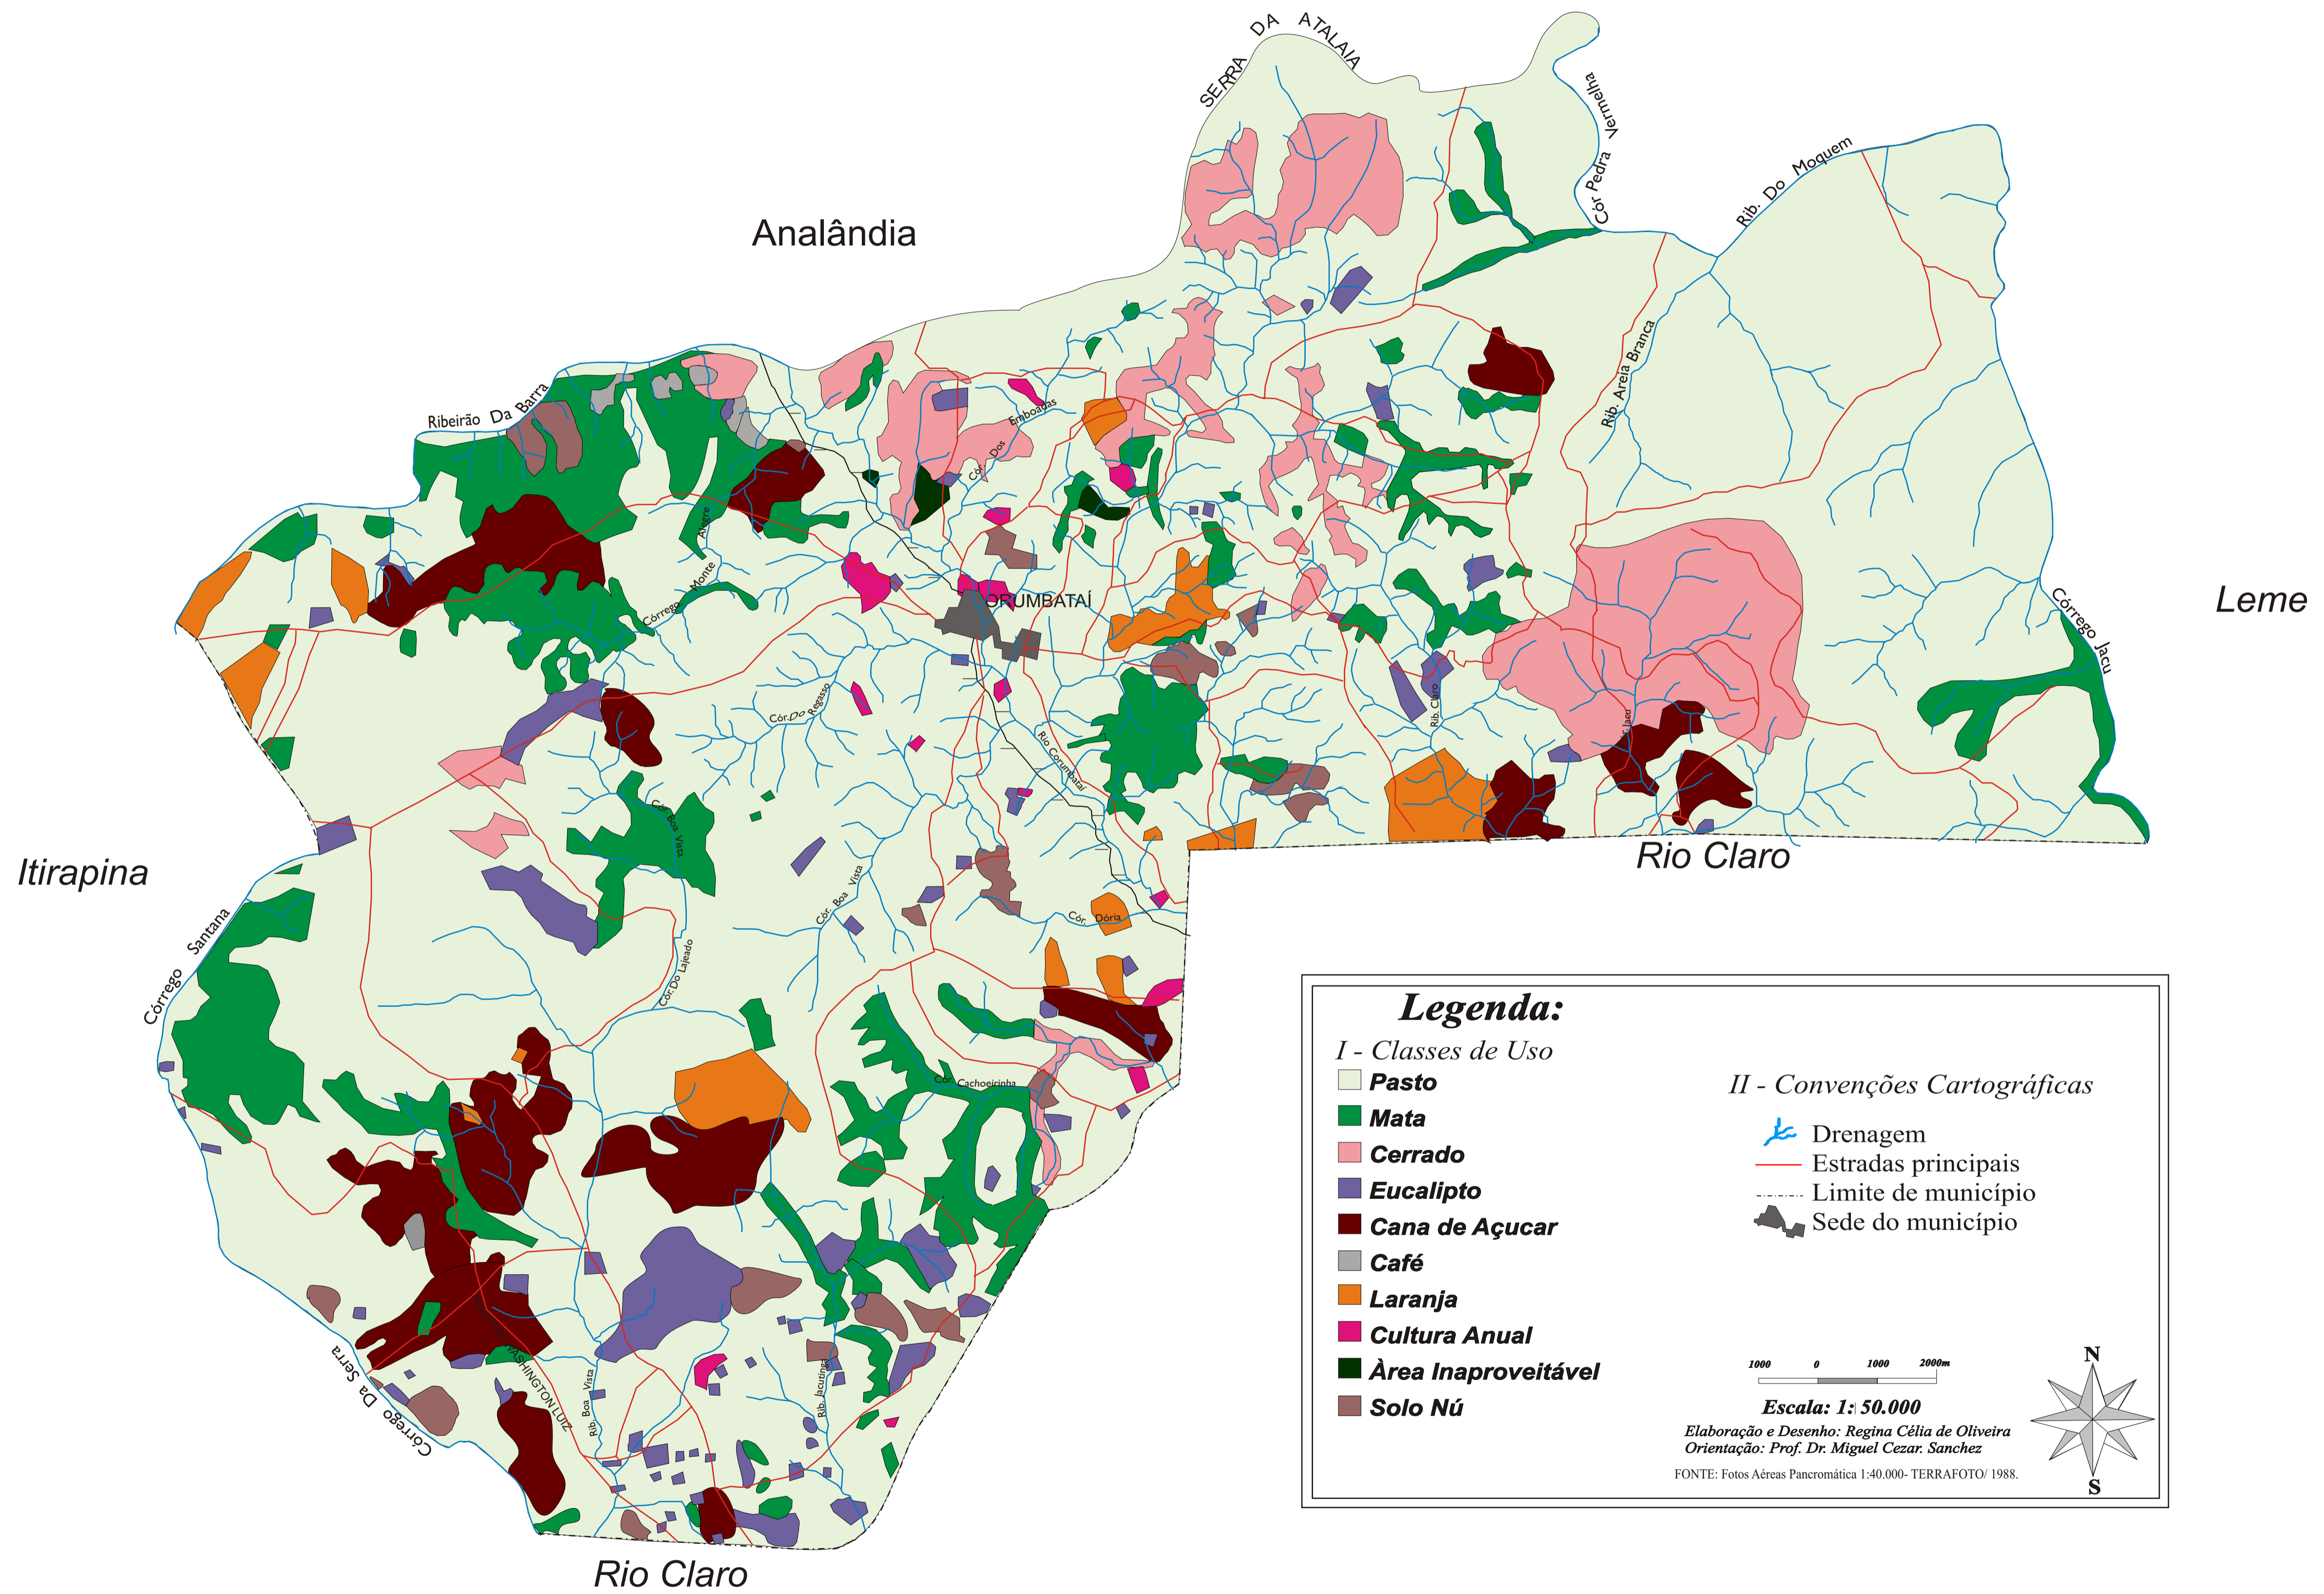 SERRA DA ATALAIA
Cór Pedra Vermelha
Rib. Do Moquem
Analândia
Rib. Areia Branca
Ribeirão Da Barra
Cór. Dos Emboadas
Córrego Monte Alegre
ORUMBATAÍ
Leme
Córrego Jacu
Cór. Do Regasso
Rib. Claro
Jacu
Rio Corumbataí
Cór. Boa Vista
Itirapina
Rio Claro
Cór. Boa Vista
Cór. Dória
Córrego Santana
Cór. Do Lajeado
Cór. Cachoeirinha
Córrego Da Serra
WASHINGTON LUIZ
Rib. Boa Vista
Rib. Jacutinga
Rio Claro
Legenda:
I - Classes de Uso
Pasto
Mata
Cerrado
Eucalipto
Cana de Açucar
Café
Laranja
Cultura Anual
Àrea Inaproveitável
Solo Nú
II - Convenções Cartográficas
Drenagem
Estradas principais
Limite de município
Sede do município
1000 0 1000 2000m
Escala: 1: 50.000
Elaboração e Desenho: Regina Célia de Oliveira
Orientação: Prof. Dr. Miguel Cezar. Sanchez
FONTE: Fotos Aéreas Pancromática 1:40.000- TERRAFOTO/ 1988.
N
S